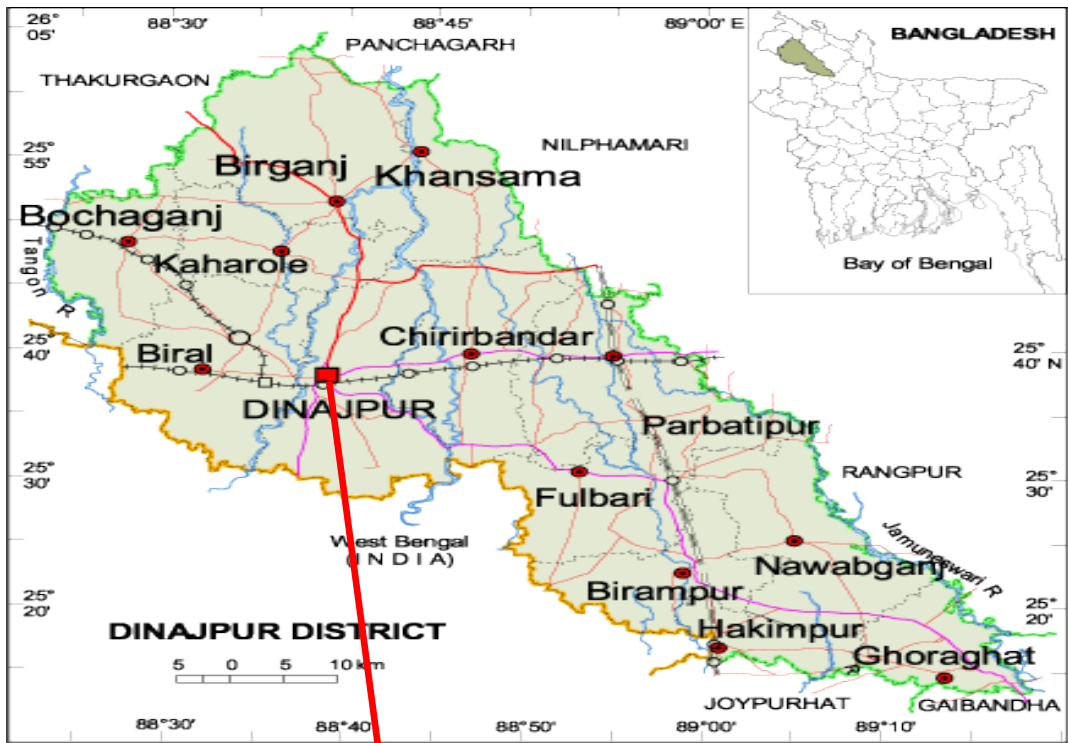 26°
05'
88°30'
88°45'
89°00' E
PANCHAGARH
THAKURGAON
BANGLADESH
NILPHAMARI
25°
55'
Birganj
Khansama
Bochaganj
Tangon R
Kaharole
Bay of Bengal
25°
40'
Chirirbandar
Biral
25°
40' N
DINAJPUR
Parbatipur
25°
30'
RANGPUR
25°
30'
Fulbari
Jamuneswari R
West Bengal
(I N D I A)
Nawabganj
Birampur
25°
20'
25°
20'
DINAJPUR DISTRICT
Hakimpur
Ghoraghat
5 0 5 10 km
R
JOYPURHAT
GAIBANDHA
88°30'
88°40'
88°50'
89°00'
89°10'